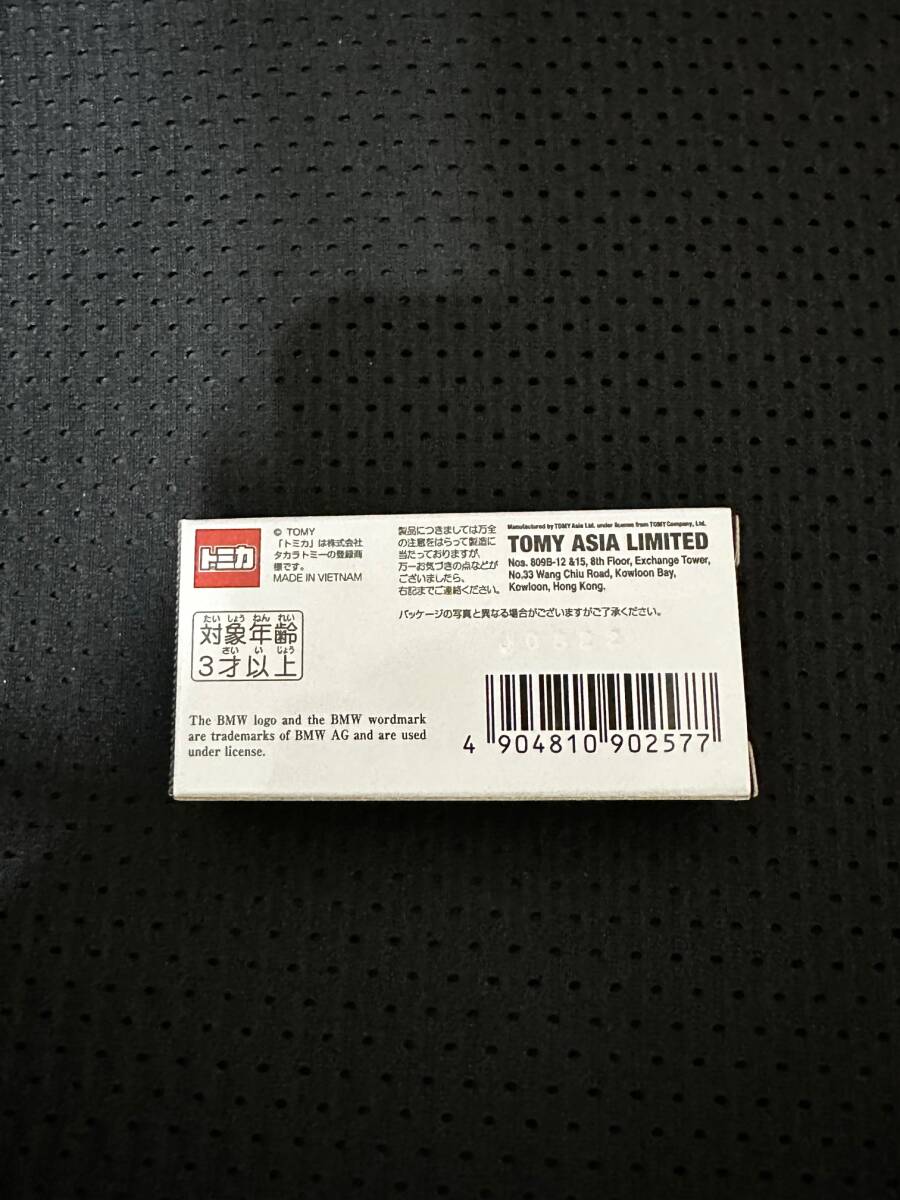 トミカ
© TOMY
「トミカ」は株式会社
タカラトミーの登録商
標です。
MADE IN VIETNAM
製品につきましては万全
の注意をはらって製造に
当たっておりますが、
万一お気づきの点などが
ございましたら、
右記までご連絡ください。
Manufactured by TOMY Asia Ltd. under license from TOMY Company, Ltd.
TOMY ASIA LIMITED
Nos. 809B-12 &15, 8th Floor, Exchange Tower,
No.33 Wang Chiu Road, Kowloon Bay,
Kowloon, Hong Kong.
パッケージの写真と異なる場合がございますがご了承ください。
たい しょう ねん れい
対象年齢
さい い じょう
3才以上
The BMW logo and the BMW wordmark
are trademarks of BMW AG and are used
under license.
4 904810 902577